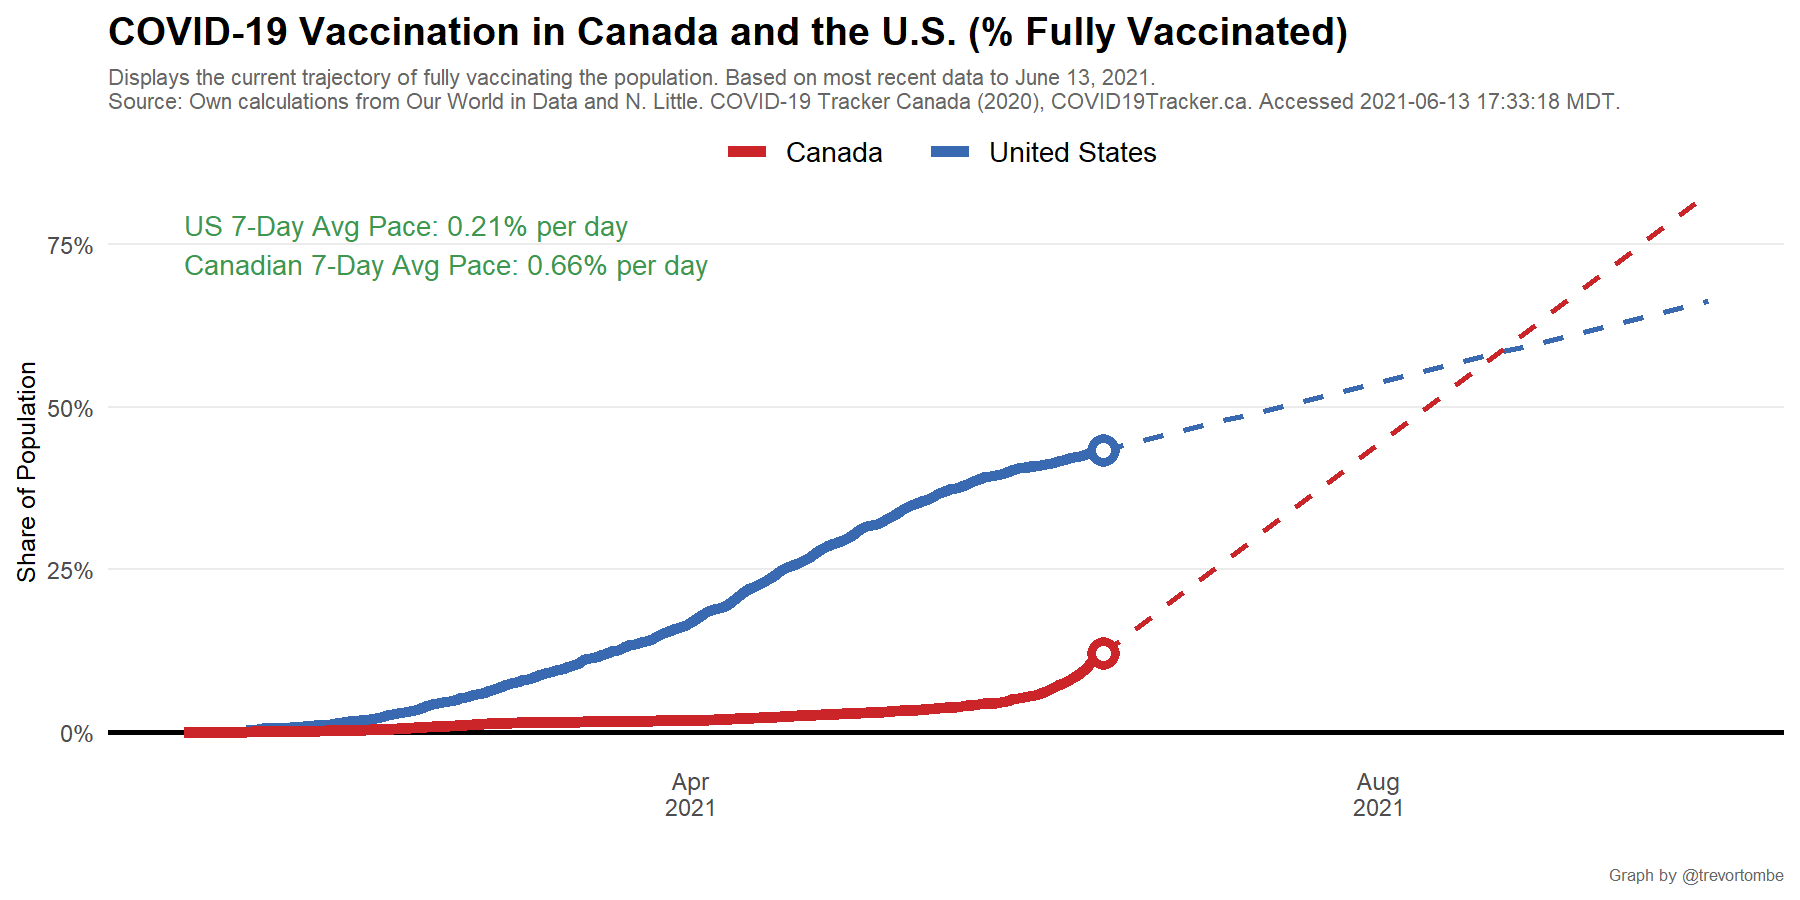 COVID-19 Vaccination in Canada and the U.S. (% Fully Vaccinated)
Displays the current trajectory of fully vaccinating the population. Based on most recent data to June 13, 2021.
Source: Own calculations from Our World in Data and N. Little. COVID-19 Tracker Canada (2020), COVID19Tracker.ca. Accessed 2021-06-13 17:33:18 MDT.
Canada
United States
US 7-Day Avg Pace: 0.21% per day
Canadian 7-Day Avg Pace: 0.66% per day
Share of Population
75%
50%
25%
0%
Apr
2021
Aug
2021
Graph by @trevortombe